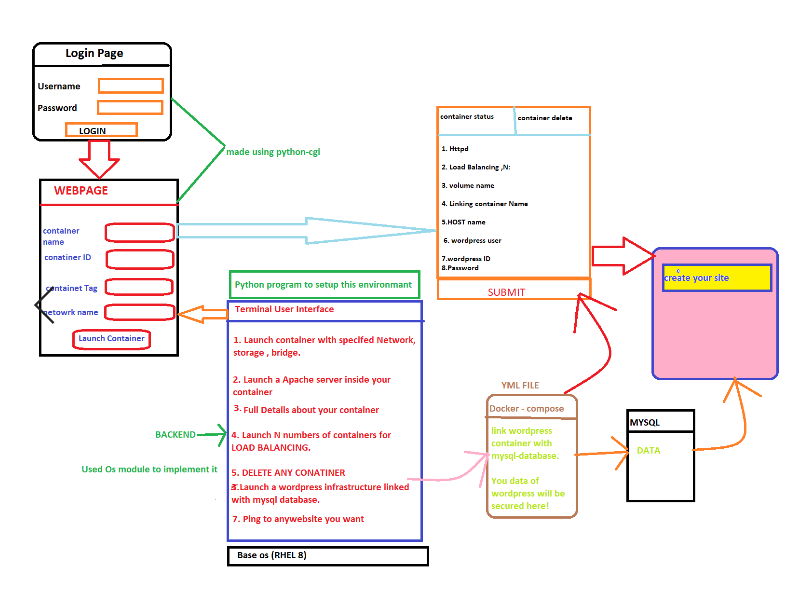 Login Page
Username
Password
LOGIN
made using python-cgi
WEBPAGE
container
name
conatiner ID
containet Tag
netowrk name
Launch Container
container status
container delete
1. Httpd
2. Load Balancing ,N:
3. volume name
4. Linking container Name
5.HOST name
6. wordpress user
7.wordpress ID
8.Password
SUBMIT
create your site
Python program to setup this environmant
Terminal User Interface
1. Launch container with specifed Network,
storage , bridge.
2. Launch a Apache server inside your
container
3. Full Details about your container
4. Launch N numbers of containers for
LOAD BALANCING.
5. DELETE ANY CONATINER
Launch a wordpress infrastructure linked
with mysql database.
7. Ping to anywebsite you want
BACKEND
Used Os module to implement it
Base os (RHEL 8)
YML FILE
Docker - compose
link wordpress
container with
mysql-database.
You data of
wordpress will be
secured here!
MYSQL
DATA